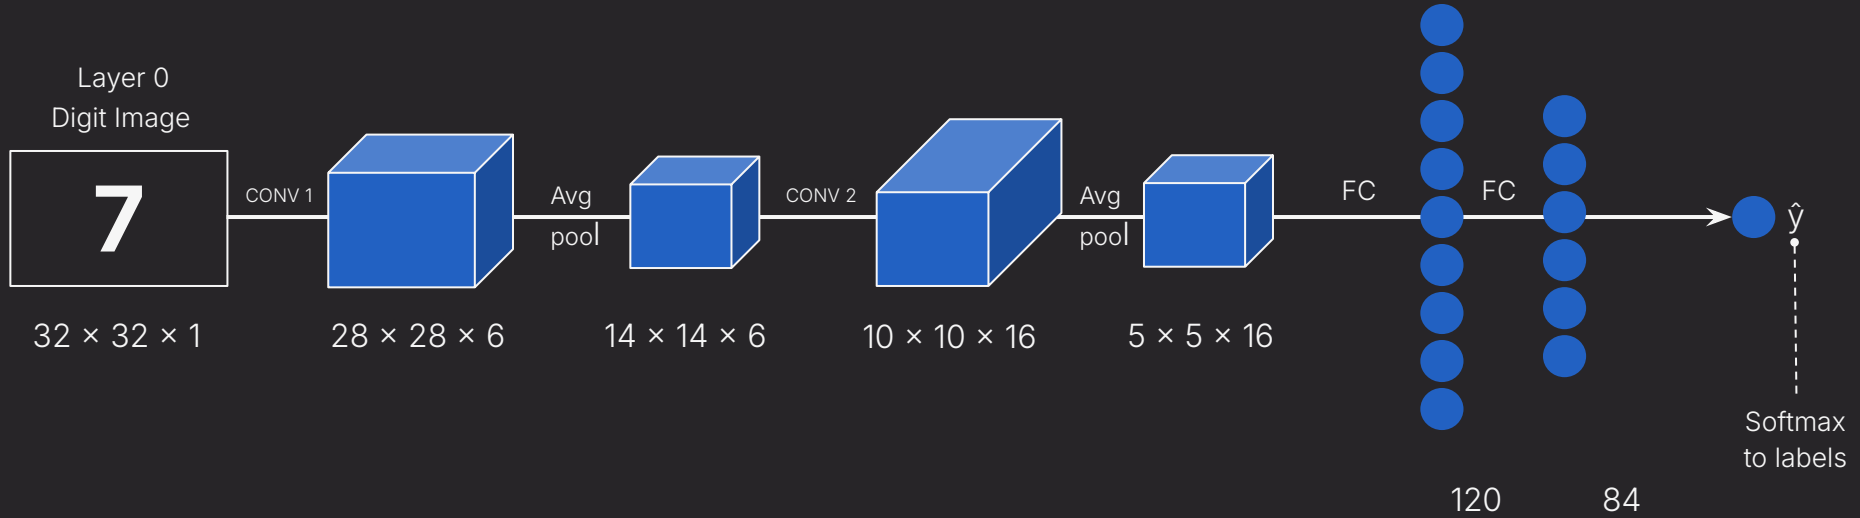 Layer 0
Digit Image
7
32 × 32 × 1
CONV 1
28 × 28 × 6
Avg
pool
14 × 14 × 6
CONV 2
10 × 10 × 16
Avg
pool
5 × 5 × 16
FC
120
FC
84
ŷ
Softmax
to labels